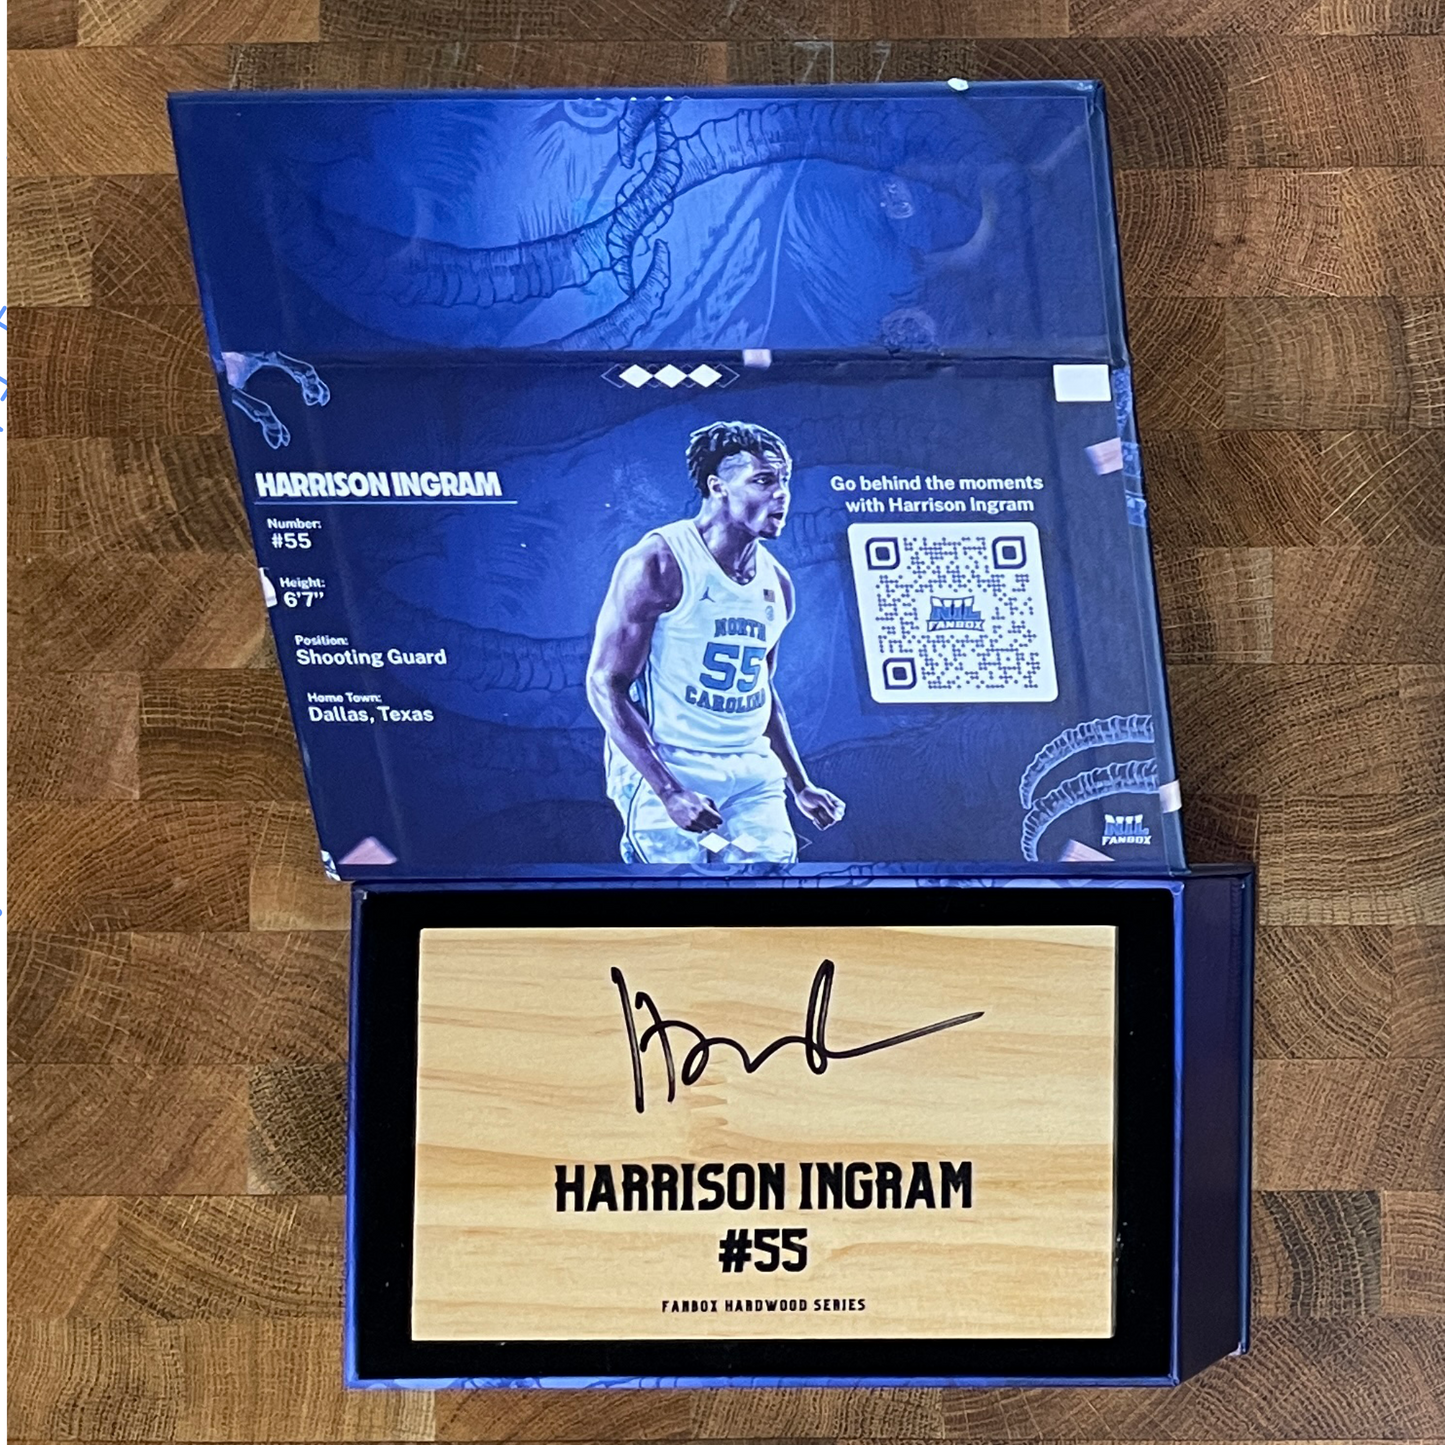 HARRISON INGRAM
Number:
#55
Height:
6'7"
Position:
Shooting Guard
Home Town:
Dallas, Texas
NORTH
55
CAROLINA
Go behind the moments
with Harrison Ingram
NIL
FANBOX
NIL
FANBOX
HARRISON INGRAM
#55
FANBOX HARDWOOD SERIES